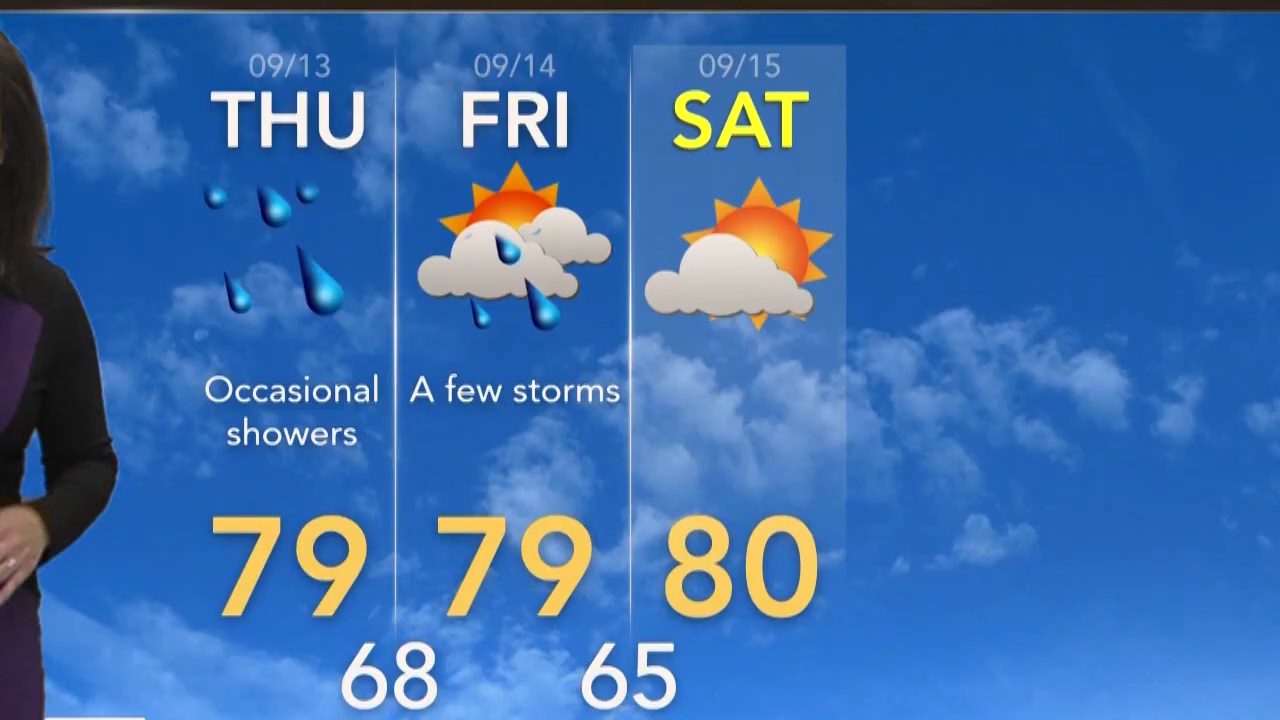 09/13
THU
Occasional
showers
79
09/14
FRI
A few storms
79
09/15
SAT
80
68
65